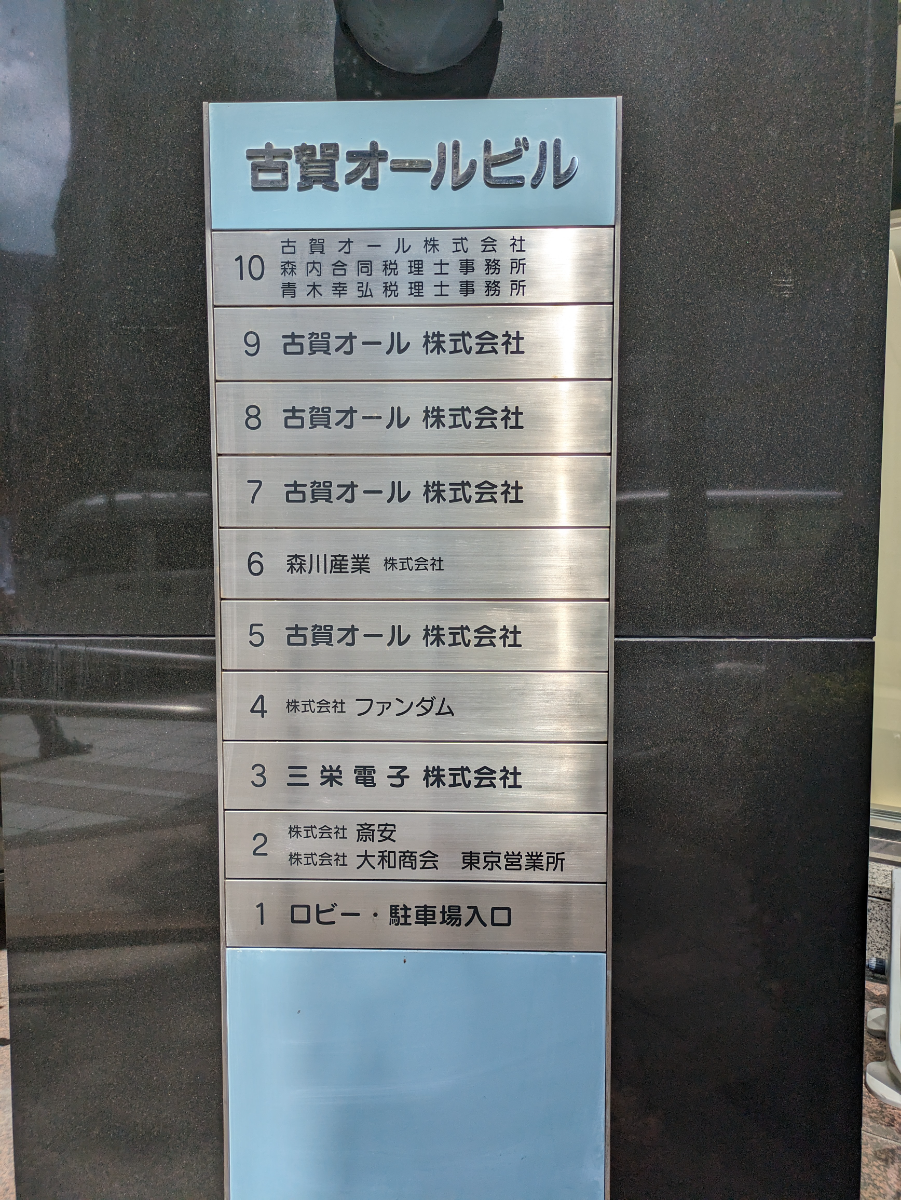 古賀オールビル
10 古賀オール株式会社
森内合同税理士事務所
青木幸弘税理士事務所
9 古賀オール 株式会社
8 古賀オール 株式会社
7 古賀オール 株式会社
6 森川産業 株式会社
5 古賀オール 株式会社
4 株式会社 ファンダム
3 三栄電子 株式会社
2 株式会社 斎安
株式会社 大和商会 東京営業所
1 ロビー・駐車場入口